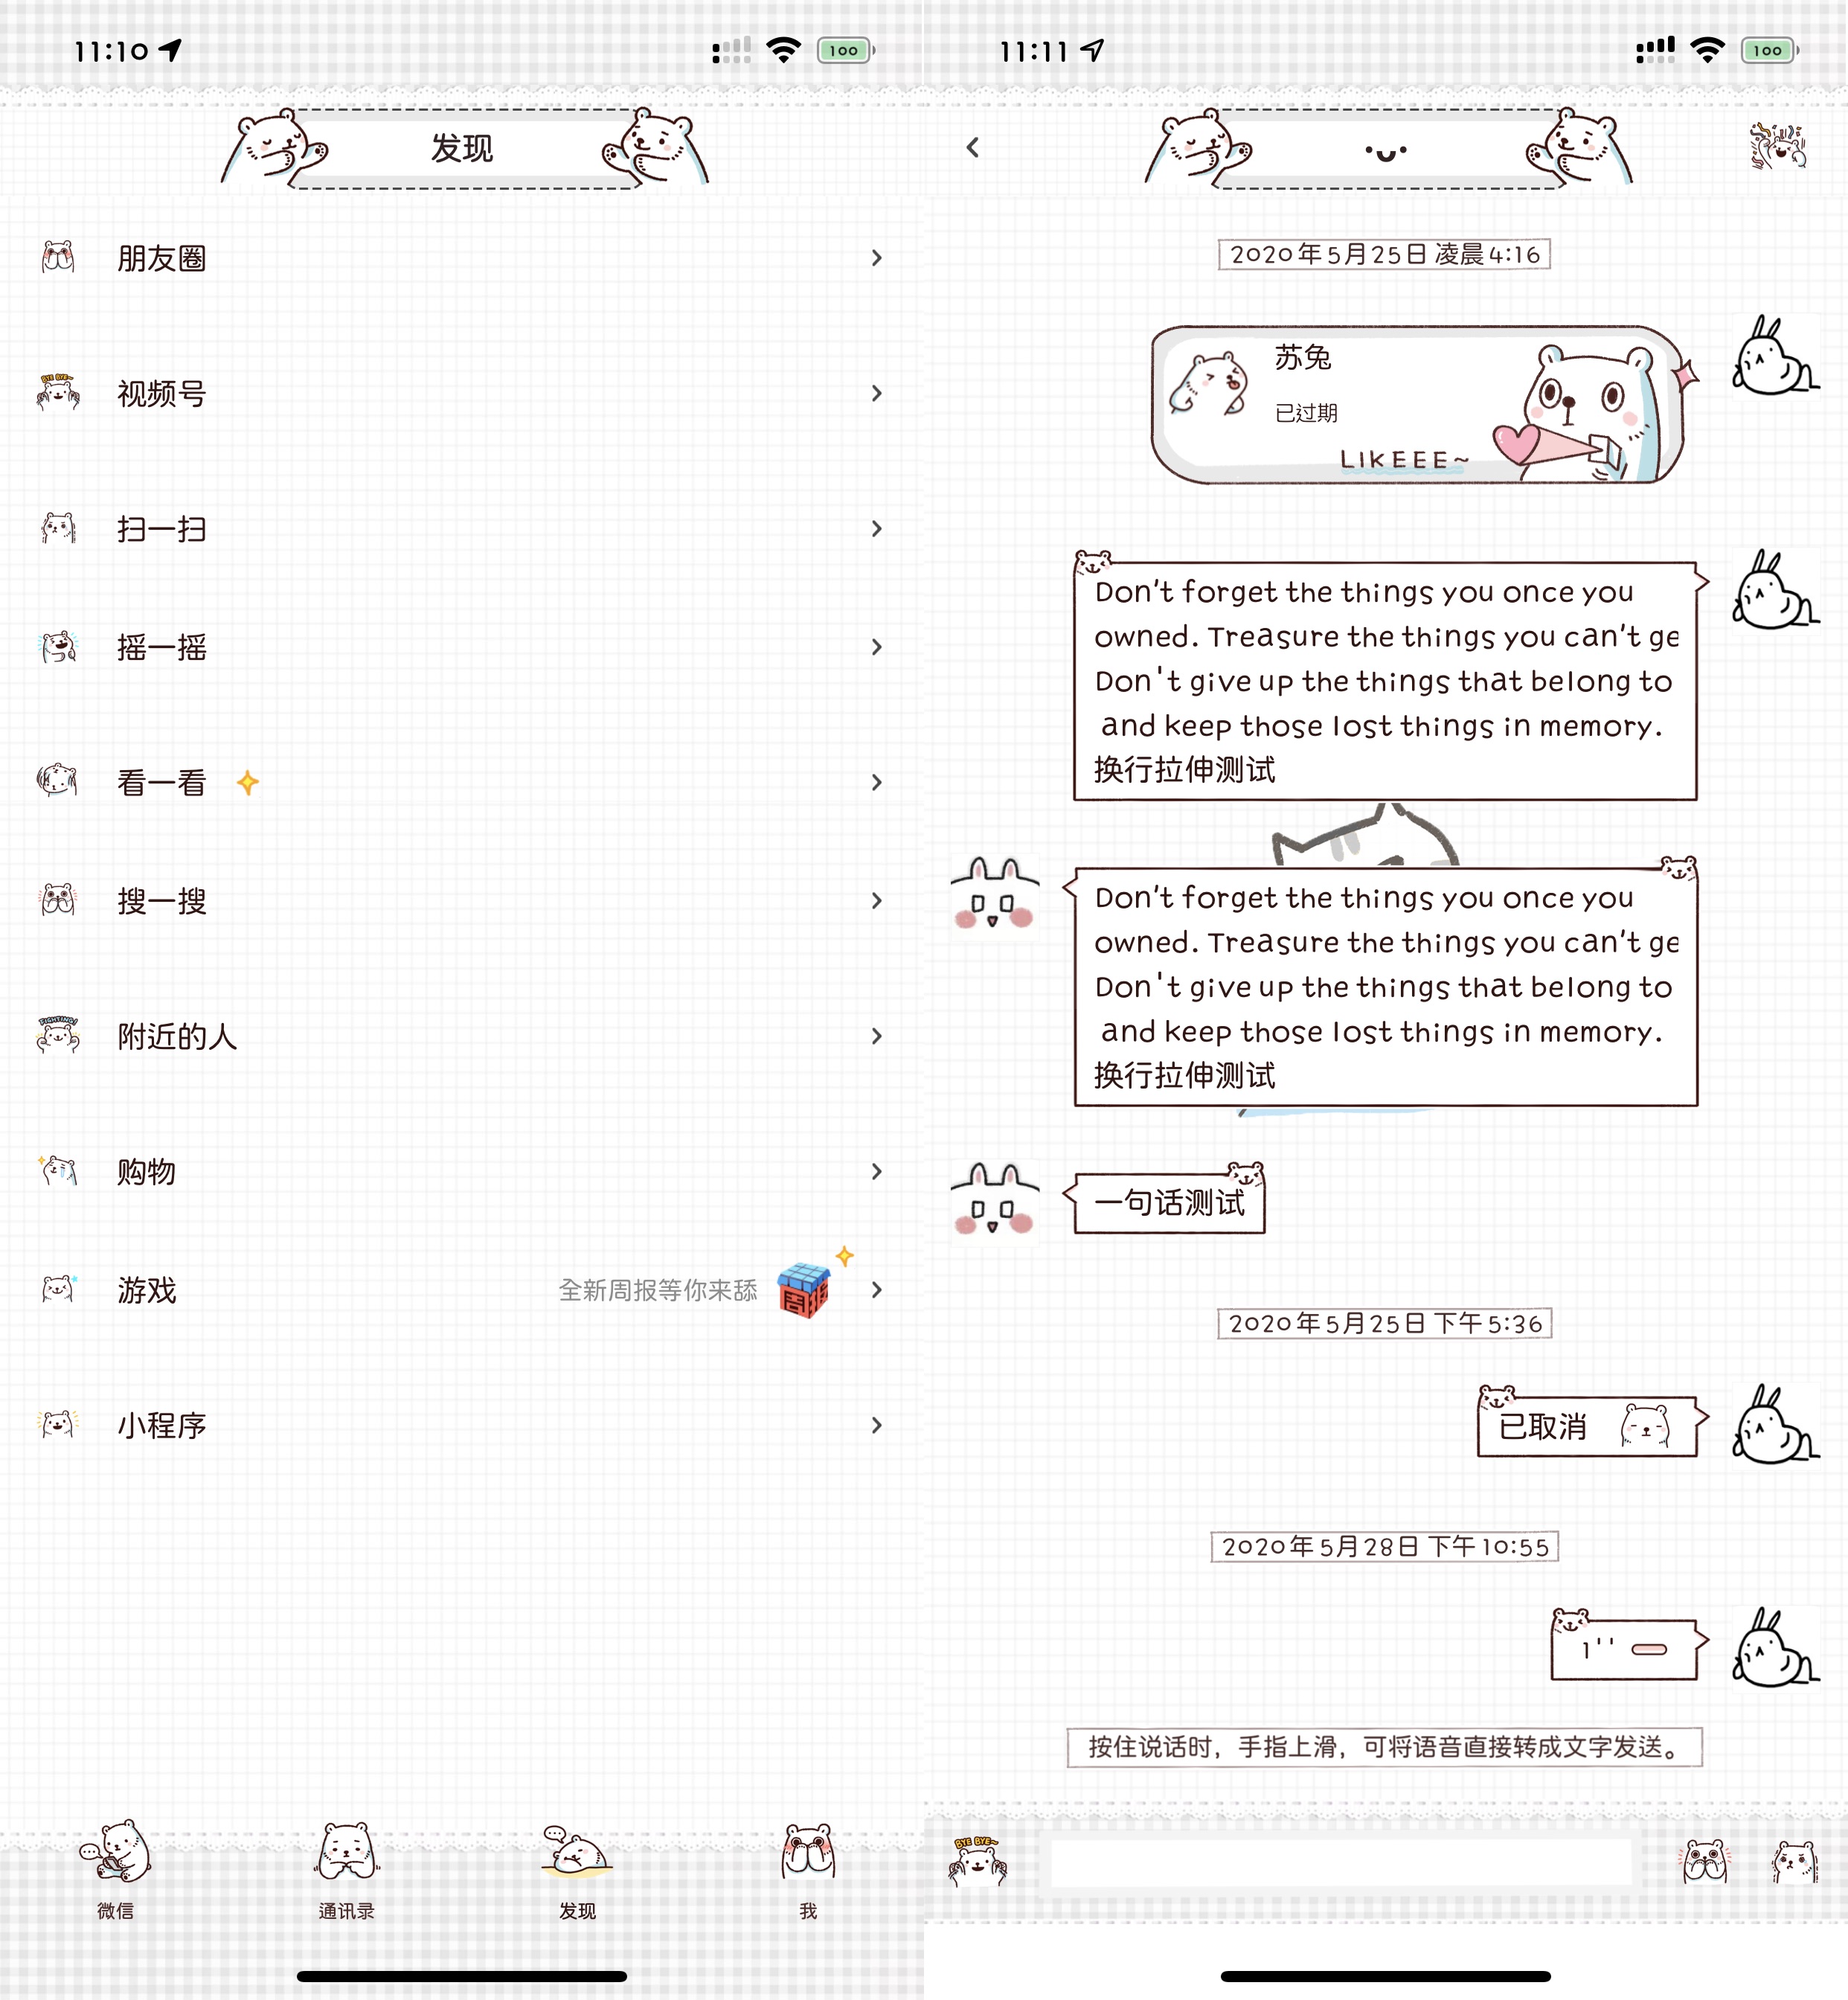 11:10
100
发现
朋友圈
BYE BYE~
视频号
扫一扫
摇一摇
看一看
搜一搜
FIGHTING!
附近的人
购物
游戏
全新周报等你来舔
周报
小程序
微信
通讯录
发现
我
11:11
100
2020年5月25日 凌晨4:16
苏兔
已过期
LIKEEE~
Don't forget the things you once you
owned. Treasure the things you can't ge
Don't give up the things that belong to
and keep those lost things in memory.
换行拉伸测试
Don't forget the things you once you
owned. Treasure the things you can't ge
Don't give up the things that belong to
and keep those lost things in memory.
换行拉伸测试
一句话测试
2020年5月25日 下午5:36
已取消
2020年5月28日 下午10:55
1''
按住说话时，手指上滑，可将语音直接转成文字发送。
BYE BYE~